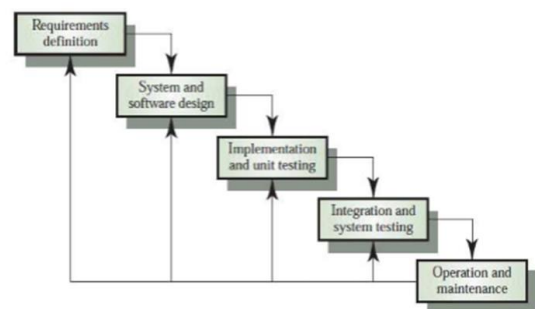 Requirements
definition
System and
software design
Implementation
and unit testing
Integration and
system testing
Operation and
maintenance